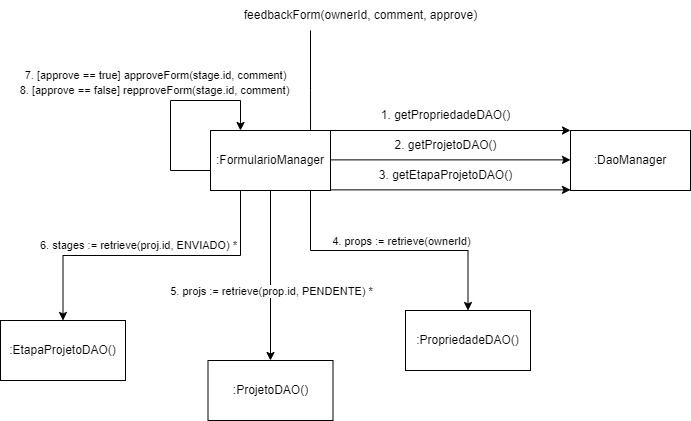 feedbackForm(ownerId, comment, approve)
7. [approve == true] approveForm(stage.id, comment)
8. [approve == false] repproveForm(stage.id, comment)
1. getPropriedadeDAO()
:FormularioManager
2. getProjetoDAO()
:DaoManager
3. getEtapaProjetoDAO()
6. stages := retrieve(proj.id, ENVIADO) *
4. props := retrieve(ownerId)
5. projs := retrieve(prop.id, PENDENTE) *
:EtapaProjetoDAO()
:PropriedadeDAO()
:ProjetoDAO()